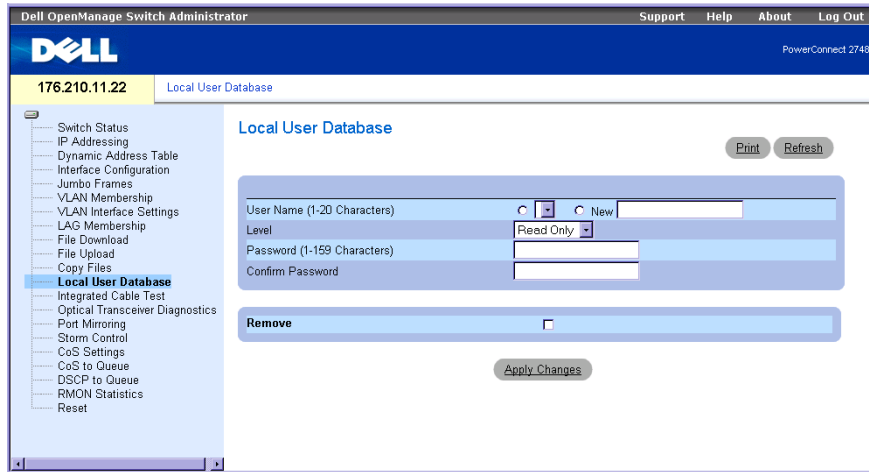 Dell OpenManage Switch Administrator
Support Help About Log Out
DELL
PowerConnect 2748
176.210.11.22
Local User Database
Switch Status
IP Addressing
Dynamic Address Table
Interface Configuration
Jumbo Frames
VLAN Membership
VLAN Interface Settings
LAG Membership
File Download
File Upload
Copy Files
Local User Database
Integrated Cable Test
Optical Transceiver Diagnostics
Port Mirroring
Storm Control
CoS Settings
CoS to Queue
DSCP to Queue
RMON Statistics
Reset
Local User Database
Print Refresh
User Name (1-20 Characters) New
Level Read Only
Password (1-159 Characters)
Confirm Password
Remove
Apply Changes